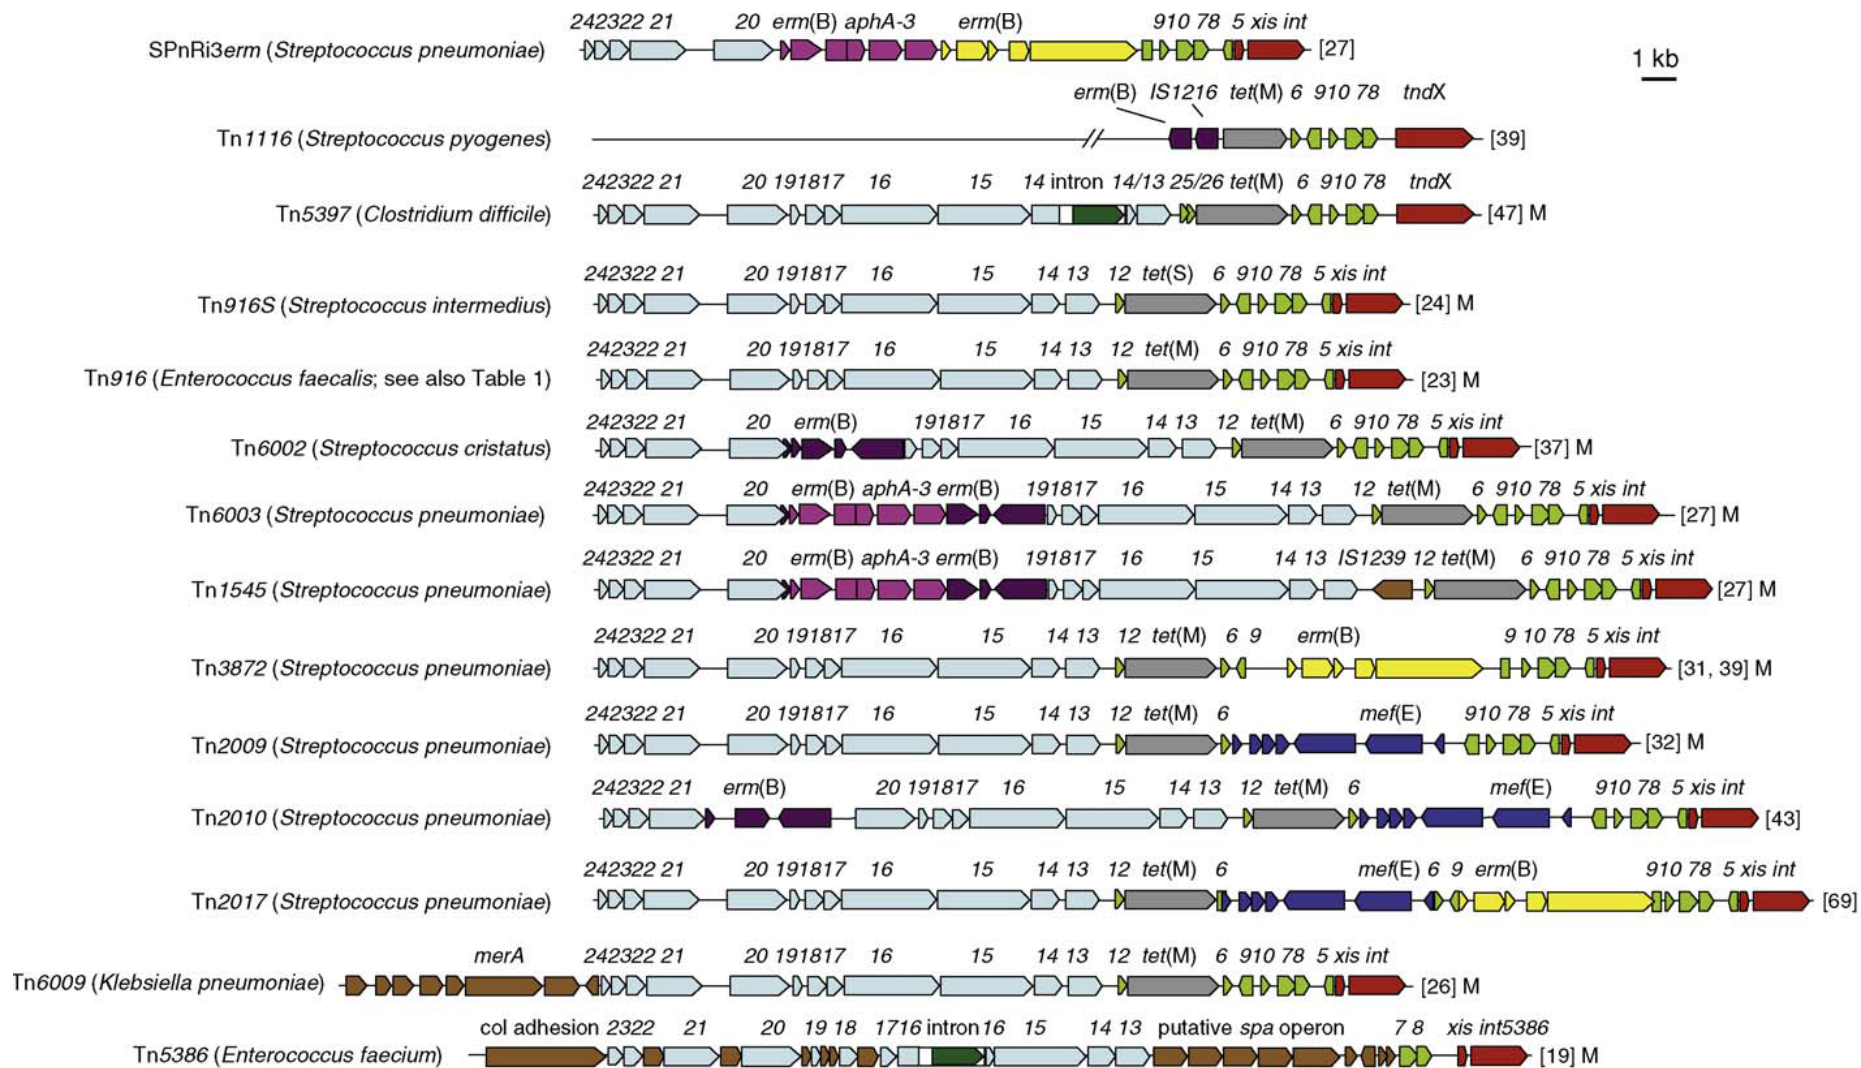 242322 21 20 erm(B) aphA-3 erm(B) 910 78 5 xis int
SPnRi3erm (Streptococcus pneumoniae) [27]
1 kb
erm(B) IS1216 tet(M) 6 910 78 tndX
Tn1116 (Streptococcus pyogenes) [39]
242322 21 20 191817 16 15 14 intron 14/13 25/26 tet(M) 6 910 78 tndX
Tn5397 (Clostridium difficile) [47] M
242322 21 20 191817 16 15 14 13 12 tet(S) 6 910 78 5 xis int
Tn916S (Streptococcus intermedius) [24] M
242322 21 20 191817 16 15 14 13 12 tet(M) 6 910 78 5 xis int
Tn916 (Enterococcus faecalis; see also Table 1) [23] M
242322 21 20 erm(B) 191817 16 15 14 13 12 tet(M) 6 910 78 5 xis int
Tn6002 (Streptococcus cristatus) [37] M
242322 21 20 erm(B) aphA-3 erm(B) 191817 16 15 14 13 12 tet(M) 6 910 78 5 xis int
Tn6003 (Streptococcus pneumoniae) [27] M
242322 21 20 erm(B) aphA-3 erm(B) 191817 16 15 14 13 IS1239 12 tet(M) 6 910 78 5 xis int
Tn1545 (Streptococcus pneumoniae) [27] M
242322 21 20 191817 16 15 14 13 12 tet(M) 6 9 erm(B) 9 10 78 5 xis int
Tn3872 (Streptococcus pneumoniae) [31, 39] M
242322 21 20 191817 16 15 14 13 12 tet(M) 6 mef(E) 910 78 5 xis int
Tn2009 (Streptococcus pneumoniae) [32] M
242322 21 erm(B) 20 191817 16 15 14 13 12 tet(M) 6 mef(E) 910 78 5 xis int
Tn2010 (Streptococcus pneumoniae) [43]
242322 21 20 191817 16 15 14 13 12 tet(M) 6 mef(E) 6 9 erm(B) 910 78 5 xis int
Tn2017 (Streptococcus pneumoniae) [69]
merA 242322 21 20 191817 16 15 14 13 12 tet(M) 6 910 78 5 xis int
Tn6009 (Klebsiella pneumoniae) [26] M
col adhesion 2322 21 20 19 18 1716 intron 16 15 14 13 putative spa operon 7 8 xis int5386
Tn5386 (Enterococcus faecium) [19] M